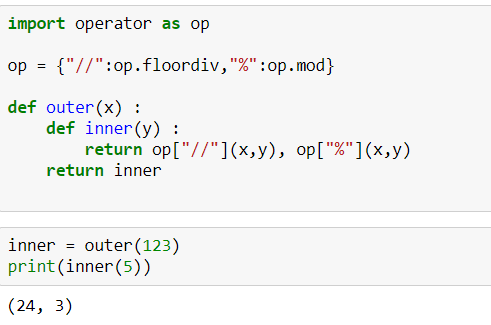 import operator as op
op = {"//":op.floordiv,"%":op.mod}
def outer(x) :
    def inner(y) :
        return op["//"](x,y), op["%"](x,y)
    return inner
inner = outer(123)
print(inner(5))
(24, 3)